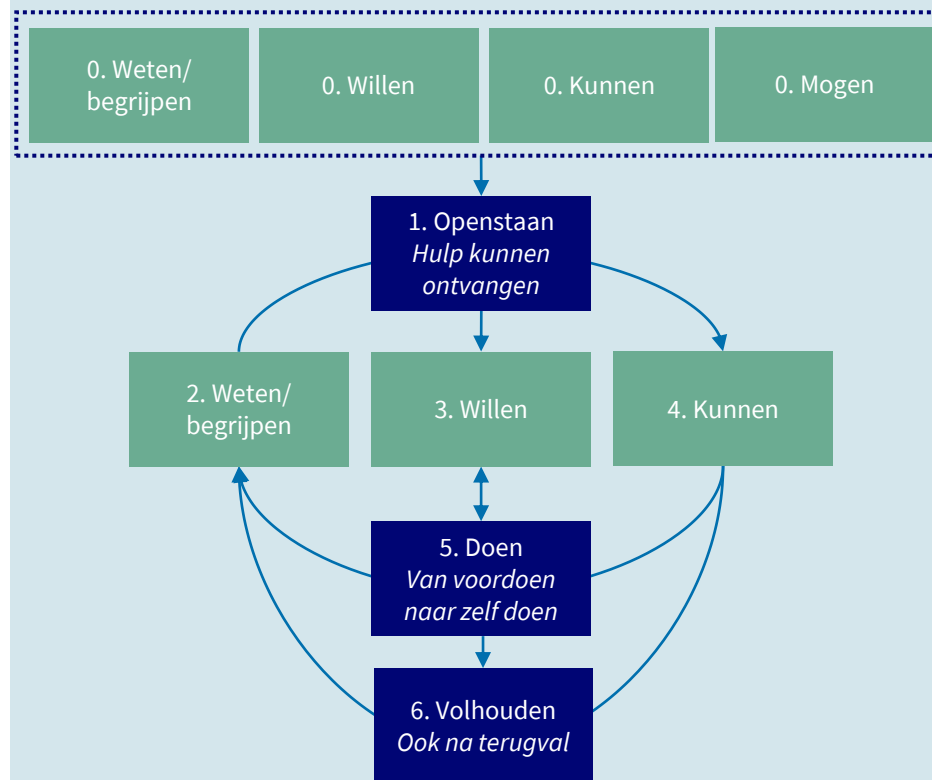 0. Weten/
begrijpen
0. Willen
0. Kunnen
0. Mogen
1. Openstaan
Hulp kunnen
ontvangen
2. Weten/
begrijpen
3. Willen
4. Kunnen
5. Doen
Van voordoen
naar zelf doen
6. Volhouden
Ook na terugval